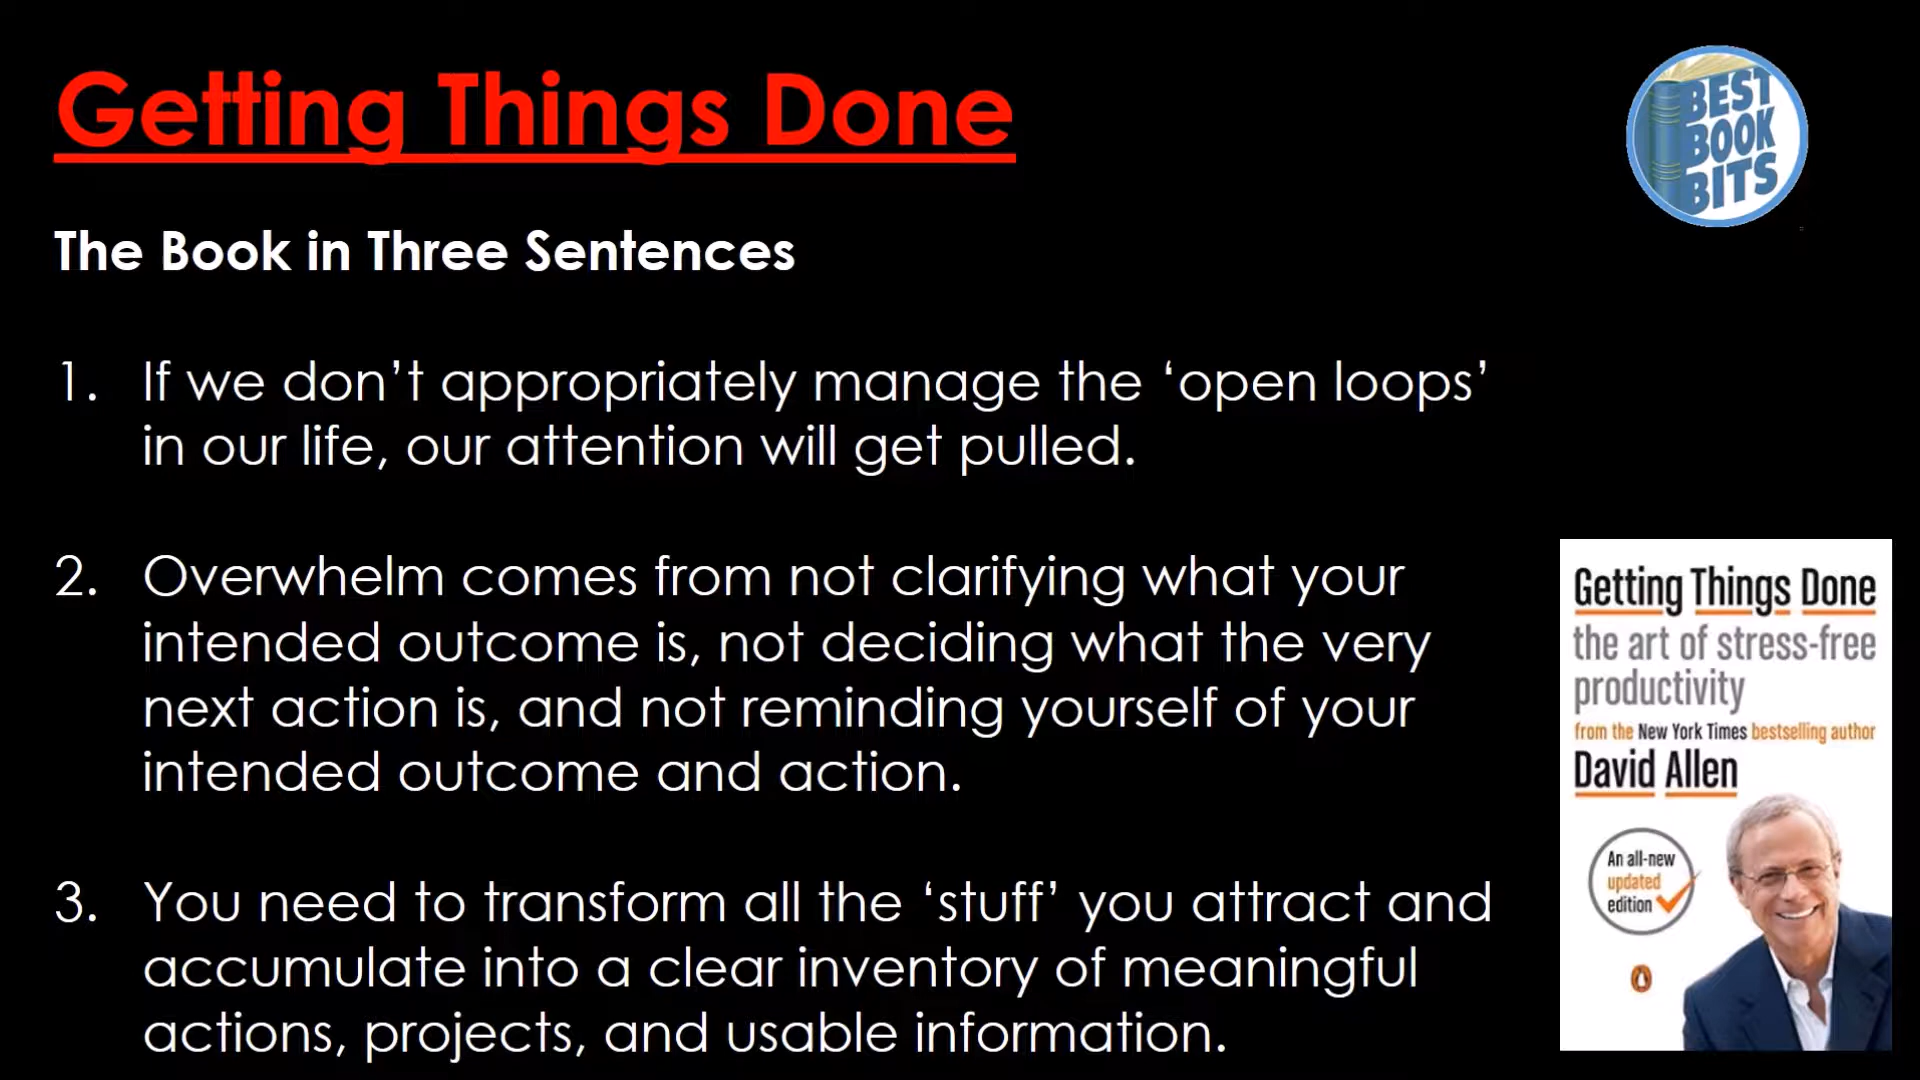 Getting Things Done
BEST
BOOK
BITS
The Book in Three Sentences
1. If we don’t appropriately manage the ‘open loops’
in our life, our attention will get pulled.
2. Overwhelm comes from not clarifying what your
intended outcome is, not deciding what the very
next action is, and not reminding yourself of your
intended outcome and action.
3. You need to transform all the ‘stuff’ you attract and
accumulate into a clear inventory of meaningful
actions, projects, and usable information.
Getting Things Done
the art of stress-free
productivity
from the New York Times bestselling author
David Allen
An all-new
updated
edition